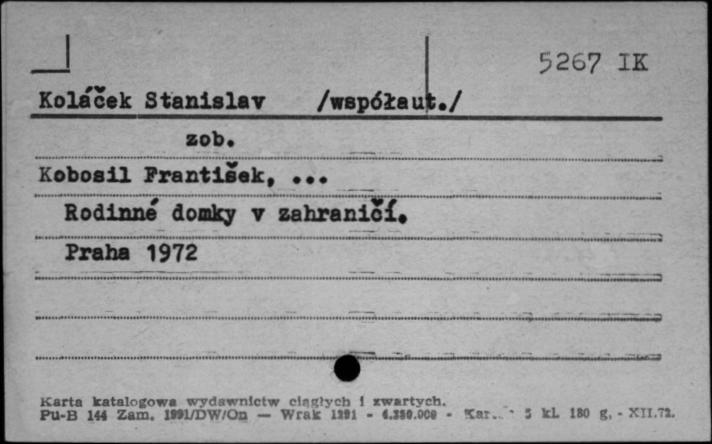 5267 IK
Koláček Stanislav /współaut./
zob.
Kobosil František, ...
Rodinné domky v zahraničí.
Praha 1972
Karta katalogowa wydawnictw ciągłych i zwartych.
Pu-B 144 Zam. 1991/DW/On — Wrak 1291 - 4.350.000 - 5 kl. 180 g. - XII.72.